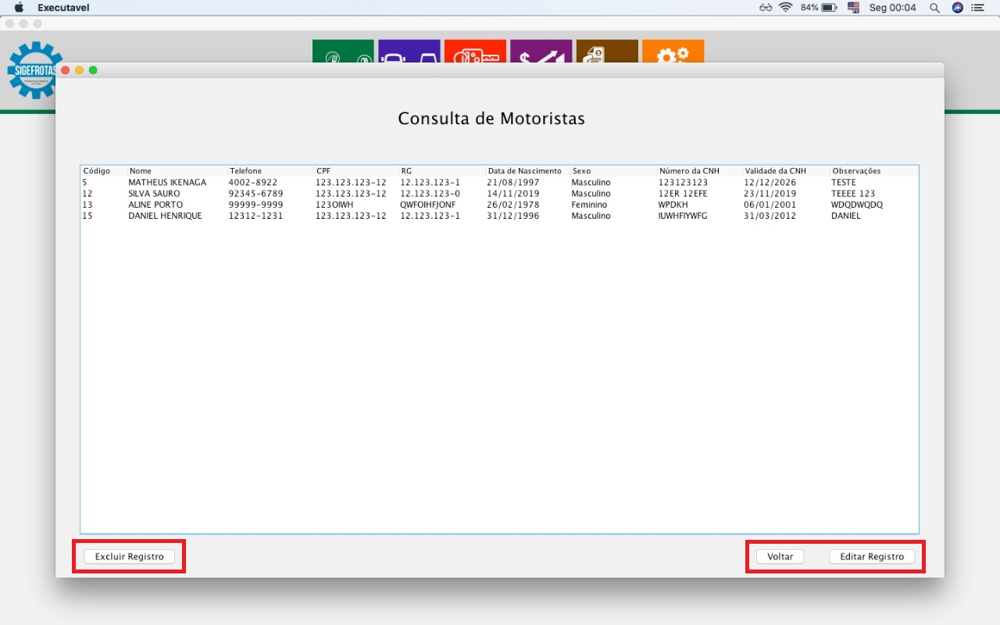 Executavel
84%
Seg 00:04
SIGEFROTAS
Consulta de Motoristas
Código Nome Telefone CPF RG Data de Nascimento Sexo Número da CNH Validade da CNH Observações
5 MATHEUS IKENAGA 4002-8922 123.123.123-12 12.123.123-1 21/08/1997 Masculino 123123123 12/12/2026 TESTE
12 SILVA SAURO 92345-6789 123.123.123-12 12.123.123-0 14/11/2019 Masculino 12ER 12EFE 23/11/2019 TEEEE 123
13 ALINE PORTO 99999-9999 123OIWH QWFOIHFJONF 26/02/1978 Feminino WPDKH 06/01/2001 WDQDWQDQ
15 DANIEL HENRIQUE 12312-1231 123.123.123-12 12.123.123-1 31/12/1996 Masculino IUWHFIYWFG 31/03/2012 DANIEL
Excluir Registro
Voltar
Editar Registro